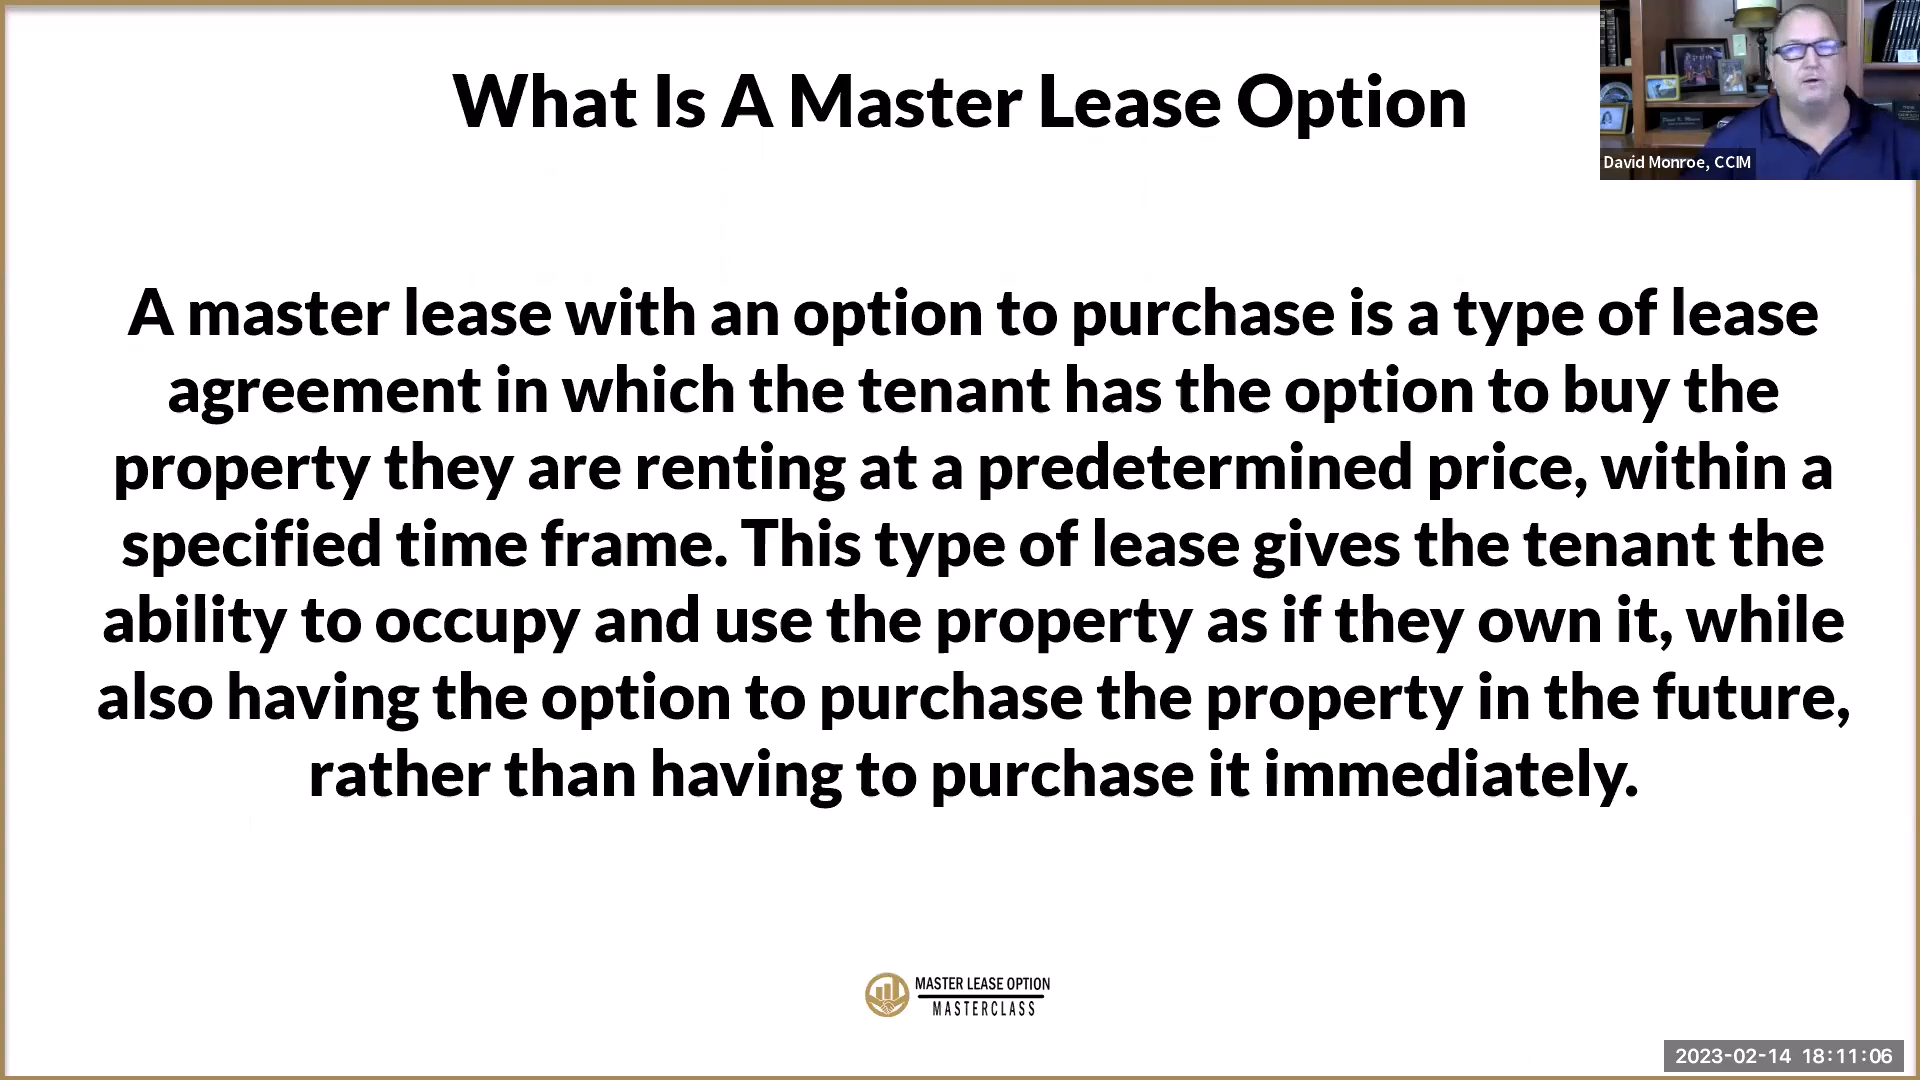 What Is A Master Lease Option
David Monroe, CCIM
A master lease with an option to purchase is a type of lease
agreement in which the tenant has the option to buy the
property they are renting at a predetermined price, within a
specified time frame. This type of lease gives the tenant the
ability to occupy and use the property as if they own it, while
also having the option to purchase the property in the future,
rather than having to purchase it immediately.
MASTER LEASE OPTION
MASTERCLASS
2023-02-14 18:11:06